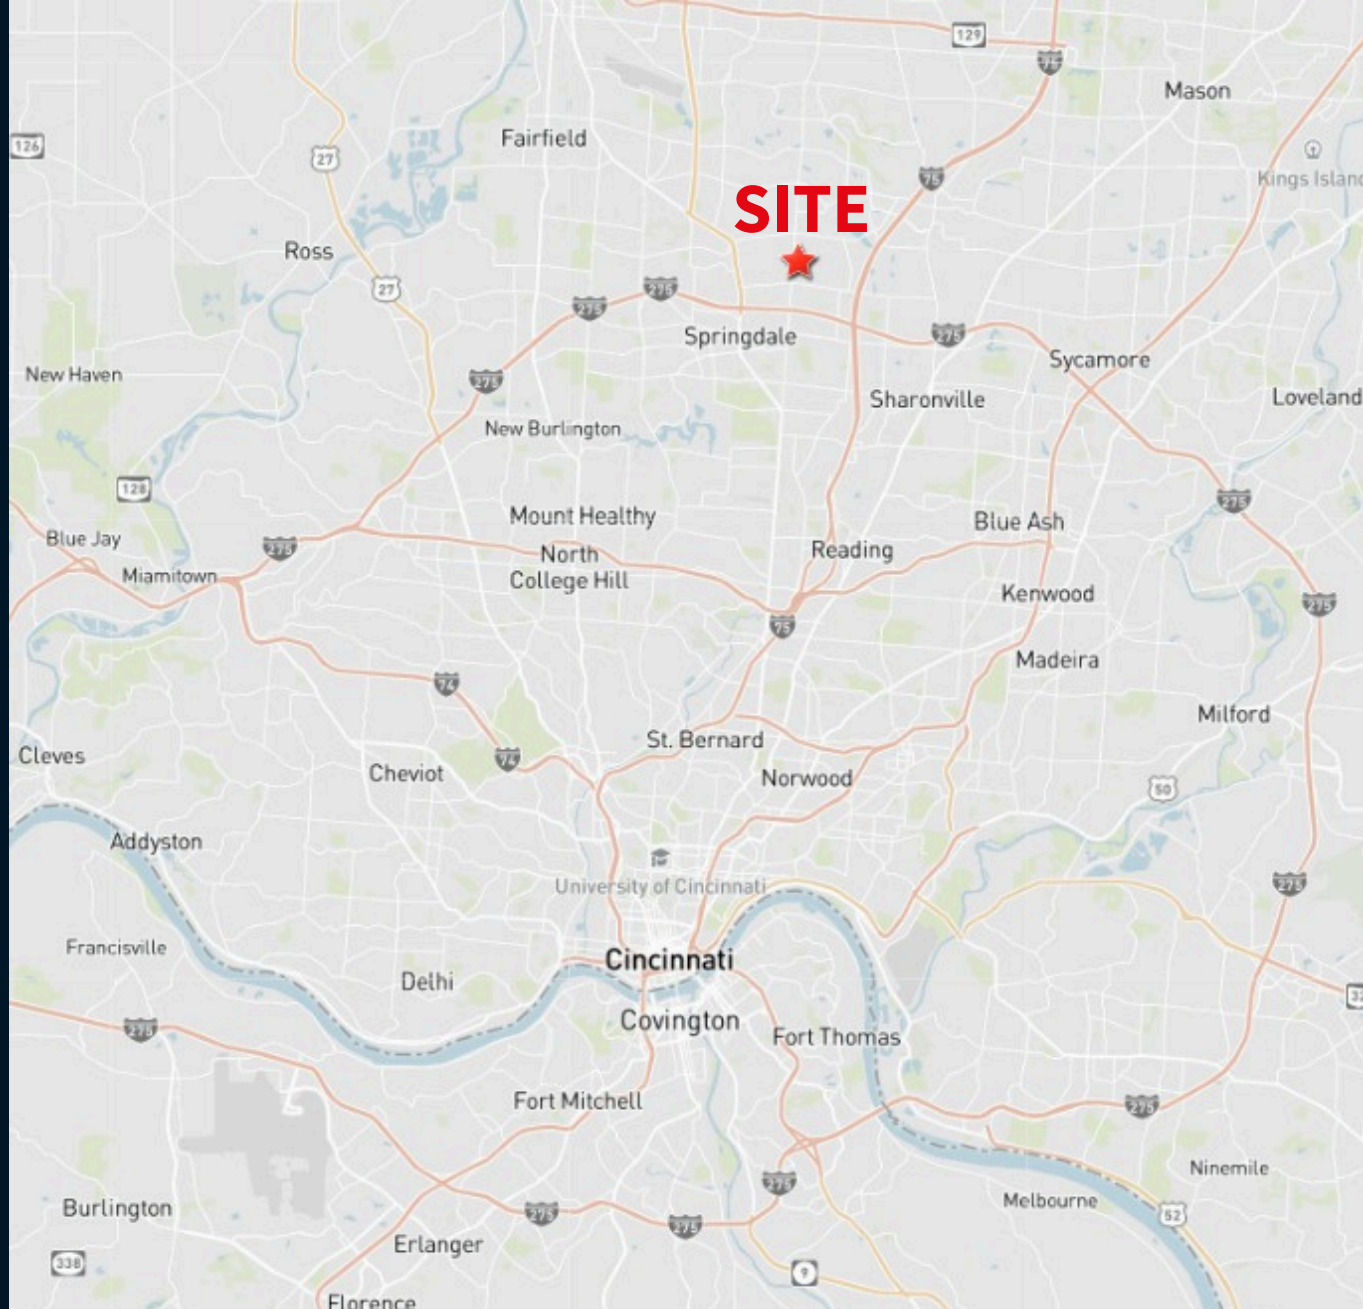 129
75
Mason
Fairfield
126
27
Kings Islanc
75
SITE
Ross
27
275
275
Springdale
275
Sycamore
New Haven
275
Sharonville
Loveland
New Burlington
128
275
Mount Healthy
Blue Ash
Blue Jay
275
North
College Hill
Reading
Miamitown
Kenwood
275
75
Madeira
74
Milford
St. Bernard
Cleves
74
Cheviot
Norwood
50
Addyston
University of Cincinnati
275
Francisville
Cincinnati
Delhi
Covington
275
Fort Thomas
Fort Mitchell
275
Ninemile
275
Burlington
Melbourne
275
275
52
Erlanger
338
9
Florence